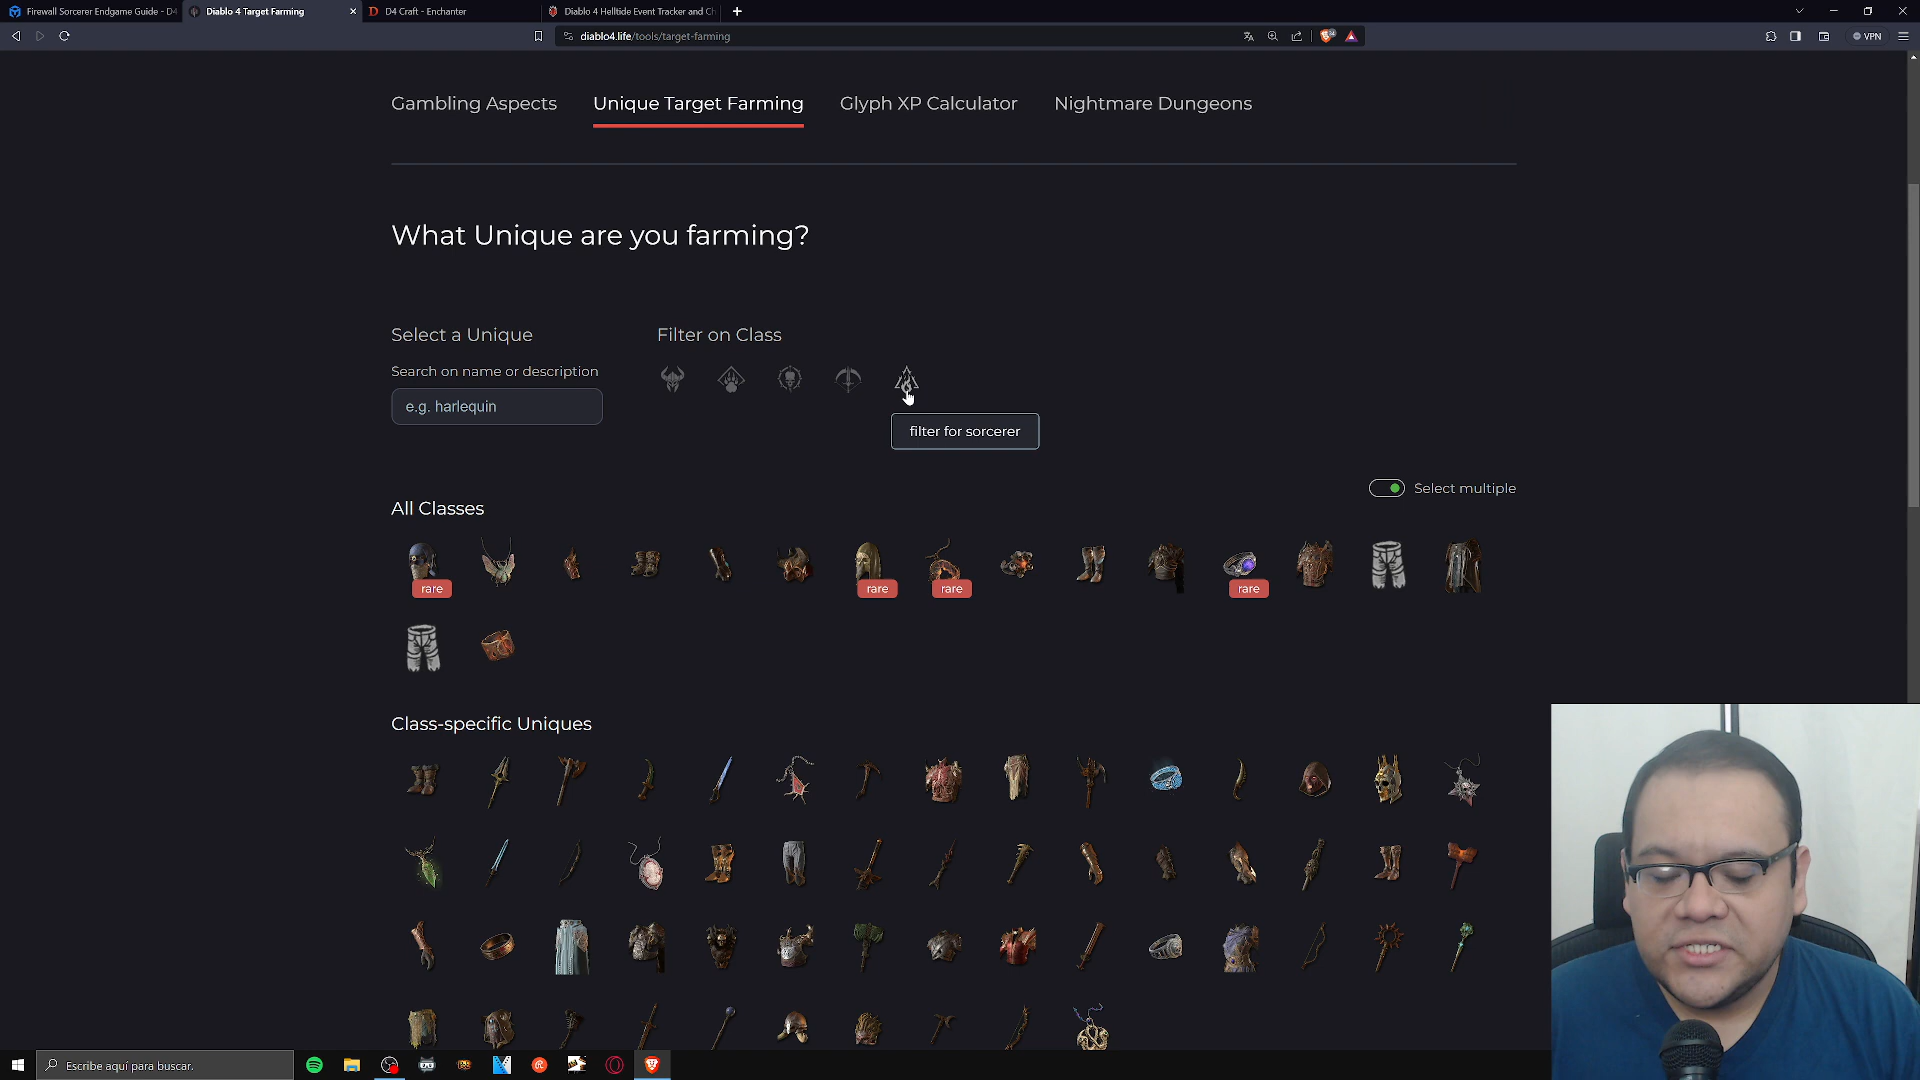 Firewall Sorcerer Endgame Guide - D4
Diablo 4 Target Farming
D4 Craft - Enchanter
Diablo 4 Helltide Event Tracker and Ch
diablo4.life/tools/target-farming
VPN
Gambling Aspects
Unique Target Farming
Glyph XP Calculator
Nightmare Dungeons
What Unique are you farming?
Select a Unique
Filter on Class
Search on name or description
e.g. harlequin
filter for sorcerer
Select multiple
All Classes
rare
rare
rare
rare
Class-specific Uniques
Escribe aquí para buscar.